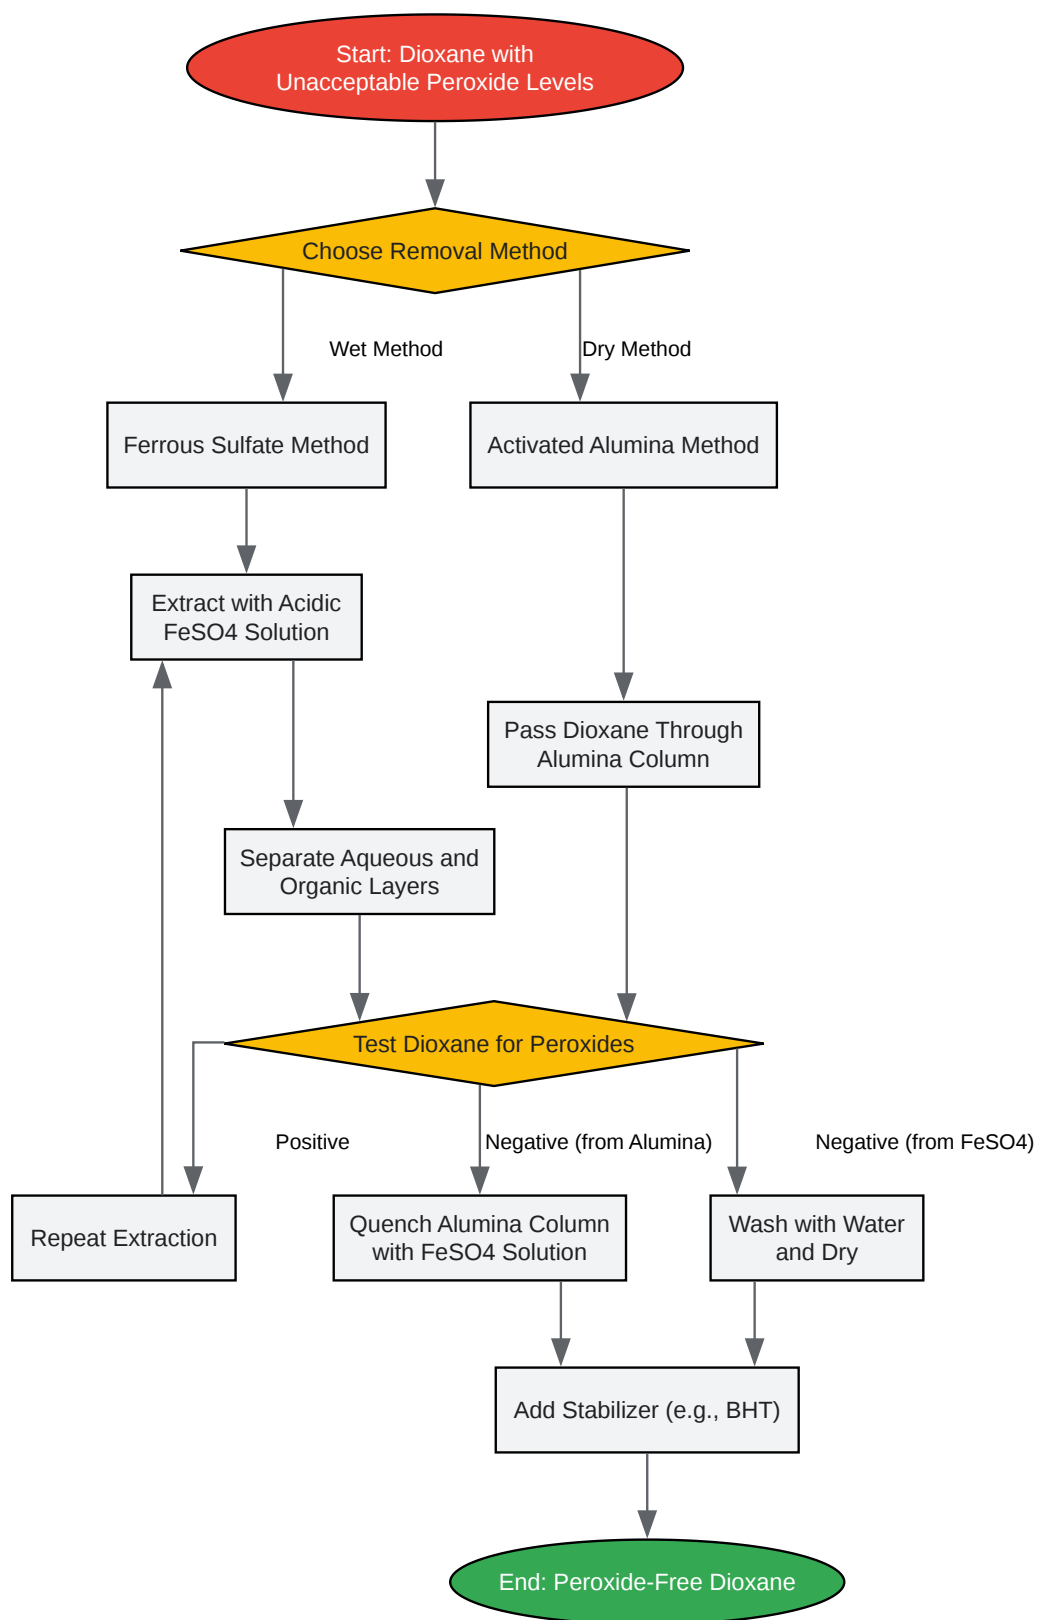 Start: Dioxane with
Unacceptable Peroxide Levels
Choose Removal Method
Wet Method
Dry Method
Ferrous Sulfate Method
Activated Alumina Method
Extract with Acidic
FeSO4 Solution
Pass Dioxane Through
Alumina Column
Separate Aqueous and
Organic Layers
Test Dioxane for Peroxides
Positive
Negative (from Alumina)
Negative (from FeSO4)
Repeat Extraction
Quench Alumina Column
with FeSO4 Solution
Wash with Water
and Dry
Add Stabilizer (e.g., BHT)
End: Peroxide-Free Dioxane